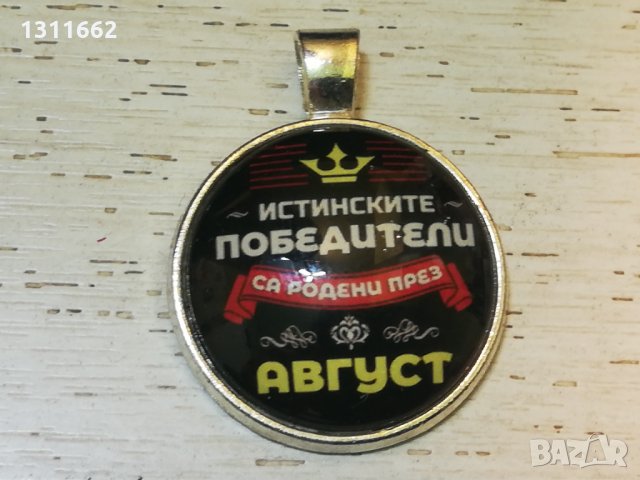 1311662
~ ИСТИНСКИТЕ ~
ПОБЕДИТЕЛИ
СА РОДЕНИ ПРЕЗ
АВГУСТ
BAZAR